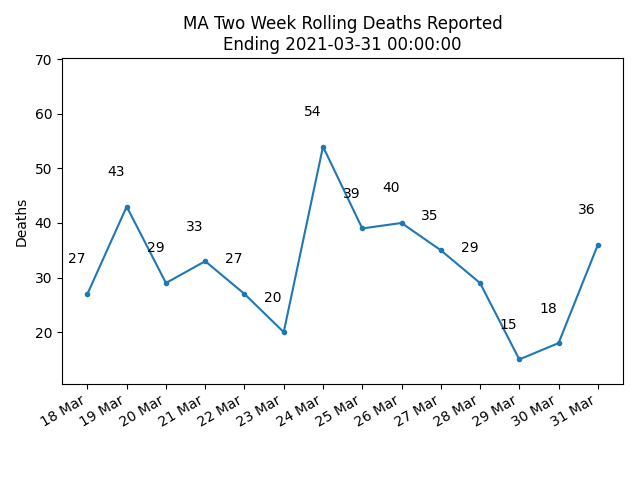 MA Two Week Rolling Deaths Reported
Ending 2021-03-31 00:00:00
70
60
50
40
30
20
Deaths
27
43
29
33
27
20
54
39
40
35
29
15
18
36
18 Mar
19 Mar
20 Mar
21 Mar
22 Mar
23 Mar
24 Mar
25 Mar
26 Mar
27 Mar
28 Mar
29 Mar
30 Mar
31 Mar